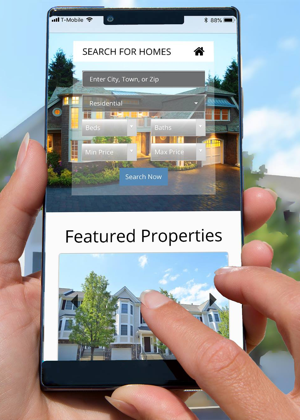 T-Mobile 88%
SEARCH FOR HOMES
Enter City, Town, or Zip
Residential
Beds Baths
Min Price Max Price
Search Now
Featured Properties